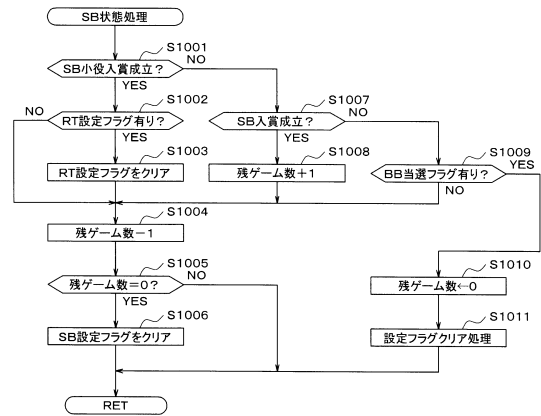 SB状態処理
S1001
SB小役入賞成立？
NO
YES
S1002
NO
RT設定フラグ有り？
YES
S1003
RT設定フラグをクリア
S1007
SB入賞成立？
NO
YES
S1008
残ゲーム数＋1
S1009
BB当選フラグ有り？
YES
NO
S1004
残ゲーム数－1
S1005
残ゲーム数＝0？
NO
YES
S1006
SB設定フラグをクリア
S1010
残ゲーム数←0
S1011
設定フラグクリア処理
RET